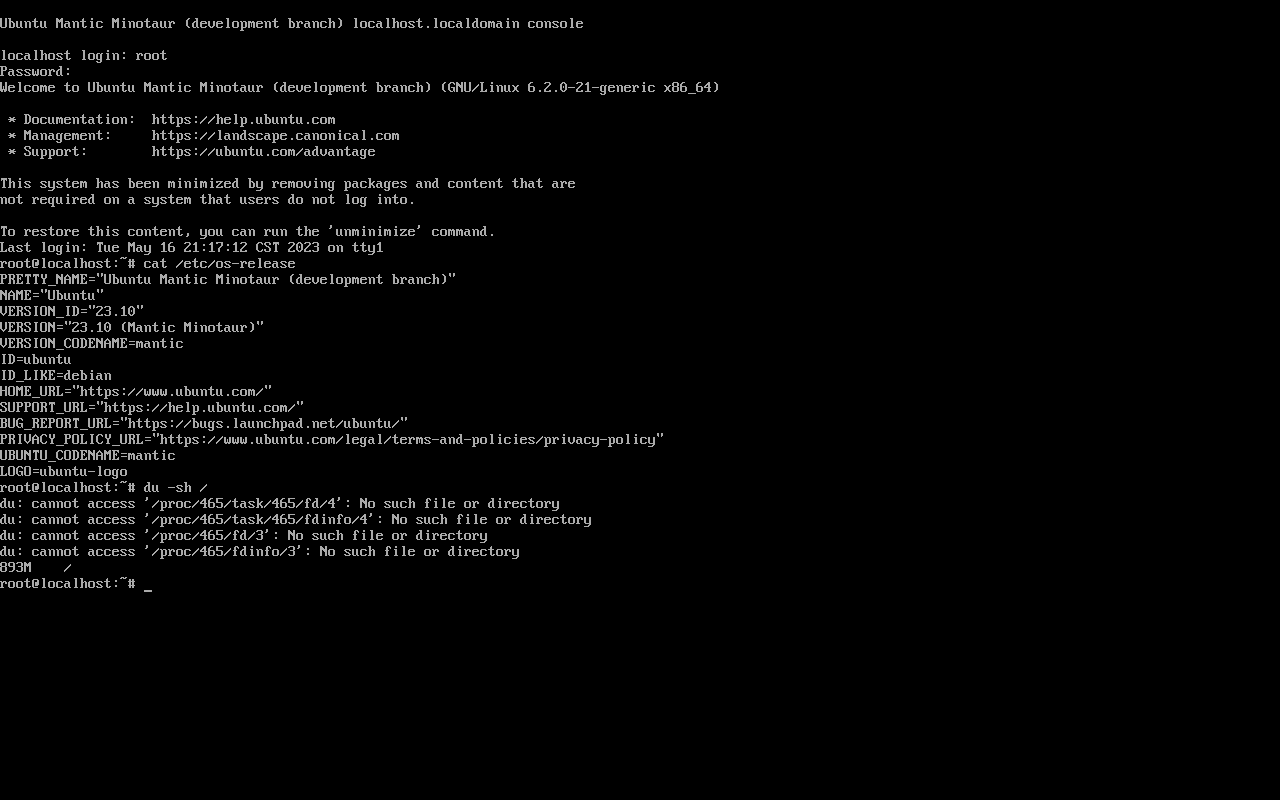 Ubuntu Mantic Minotaur (development branch) localhost.localdomain console
localhost login: root
Password:
Welcome to Ubuntu Mantic Minotaur (development branch) (GNU/Linux 6.2.0-21-generic x86_64)
* Documentation:  https://help.ubuntu.com
* Management:     https://landscape.canonical.com
* Support:        https://ubuntu.com/advantage
This system has been minimized by removing packages and content that are
not required on a system that users do not log into.
To restore this content, you can run the 'unminimize' command.
Last login: Tue May 16 21:17:12 CST 2023 on tty1
root@localhost:~# cat /etc/os-release
PRETTY_NAME="Ubuntu Mantic Minotaur (development branch)"
NAME="Ubuntu"
VERSION_ID="23.10"
VERSION="23.10 (Mantic Minotaur)"
VERSION_CODENAME=mantic
ID=ubuntu
ID_LIKE=debian
HOME_URL="https://www.ubuntu.com/"
SUPPORT_URL="https://help.ubuntu.com/"
BUG_REPORT_URL="https://bugs.launchpad.net/ubuntu/"
PRIVACY_POLICY_URL="https://www.ubuntu.com/legal/terms-and-policies/privacy-policy"
UBUNTU_CODENAME=mantic
LOGO=ubuntu-logo
root@localhost:~# du -sh /
du: cannot access '/proc/465/task/465/fd/4': No such file or directory
du: cannot access '/proc/465/task/465/fdinfo/4': No such file or directory
du: cannot access '/proc/465/fd/3': No such file or directory
du: cannot access '/proc/465/fdinfo/3': No such file or directory
893M    /
root@localhost:~# _